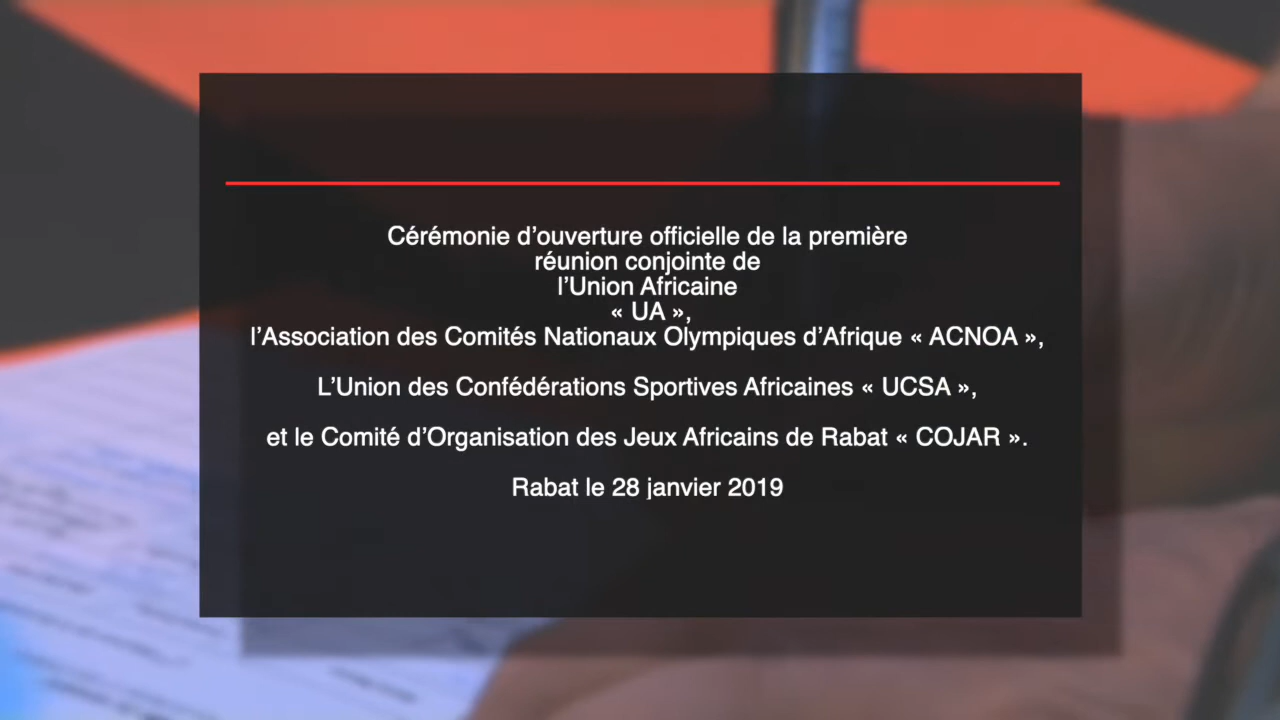 Cérémonie d’ouverture officielle de la première
réunion conjointe de
l’Union Africaine
« UA »,
l’Association des Comités Nationaux Olympiques d’Afrique « ACNOA »,
L’Union des Confédérations Sportives Africaines « UCSA »,
et le Comité d’Organisation des Jeux Africains de Rabat « COJAR ».
Rabat le 28 janvier 2019